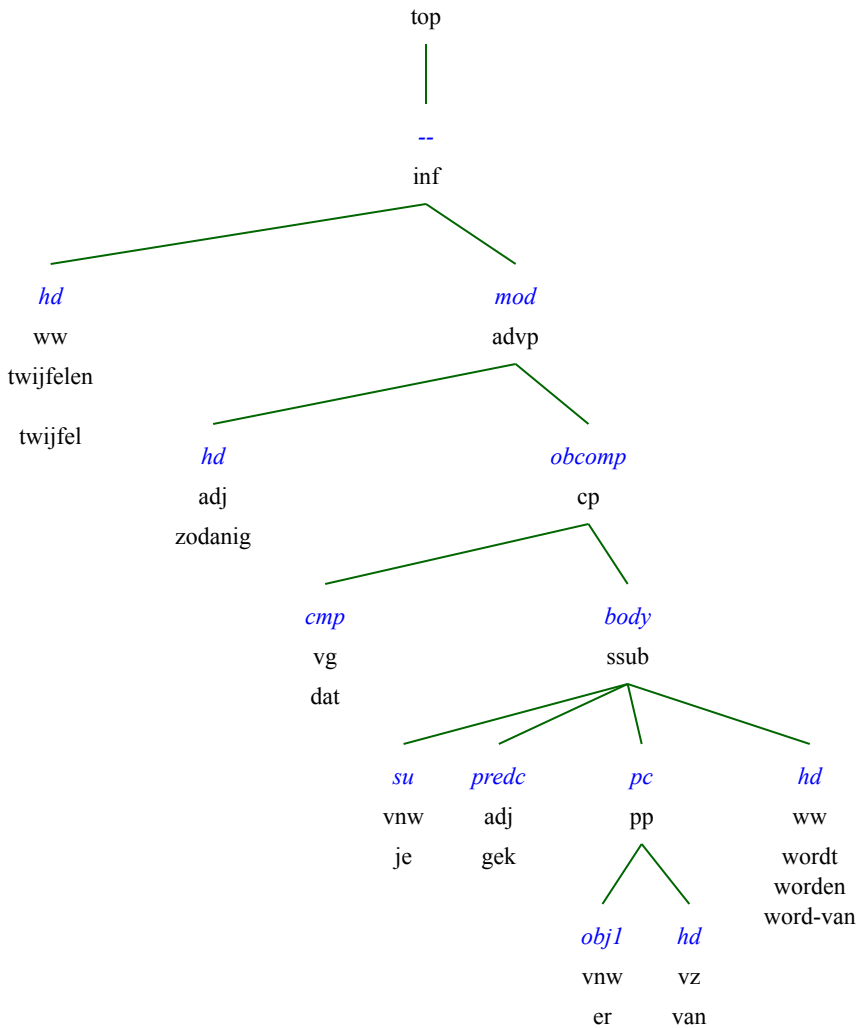 top
--
inf
hd mod
ww advp
twijfelen
twijfel
hd obcomp
adj cp
zodanig
cmp body
vg ssub
dat
su predc pc hd
vnw adj pp ww
je gek wordt
worden
word-van
obj1 hd
vnw vz
er van